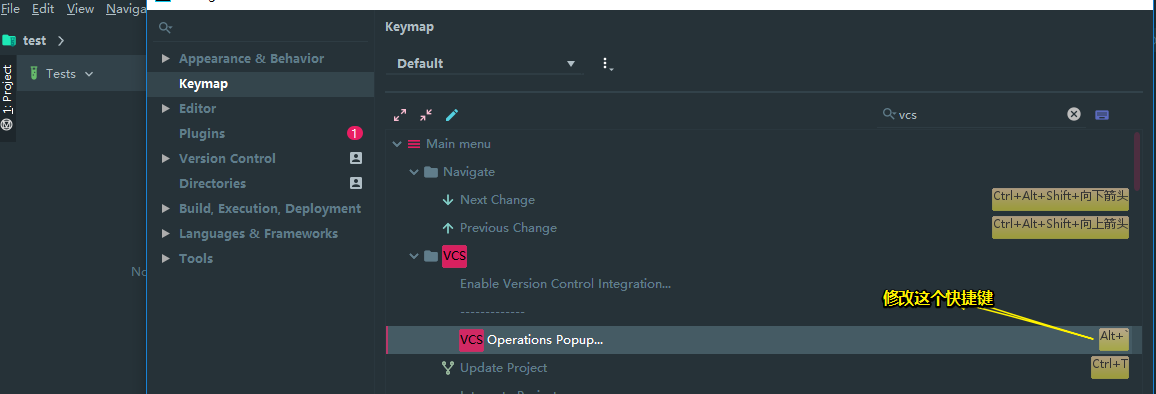 File Edit View Naviga
test
Tests
1: Project
No
Appearance & Behavior
Keymap
Editor
Plugins 1
Version Control
Directories
Build, Execution, Deployment
Languages & Frameworks
Tools
Keymap
Default
vcs
Main menu
Navigate
Next Change Ctrl+Alt+Shift+向下箭头
Previous Change Ctrl+Alt+Shift+向上箭头
VCS
Enable Version Control Integration...
-------------
修改这个快捷键
VCS Operations Popup... Alt+`
Update Project Ctrl+T